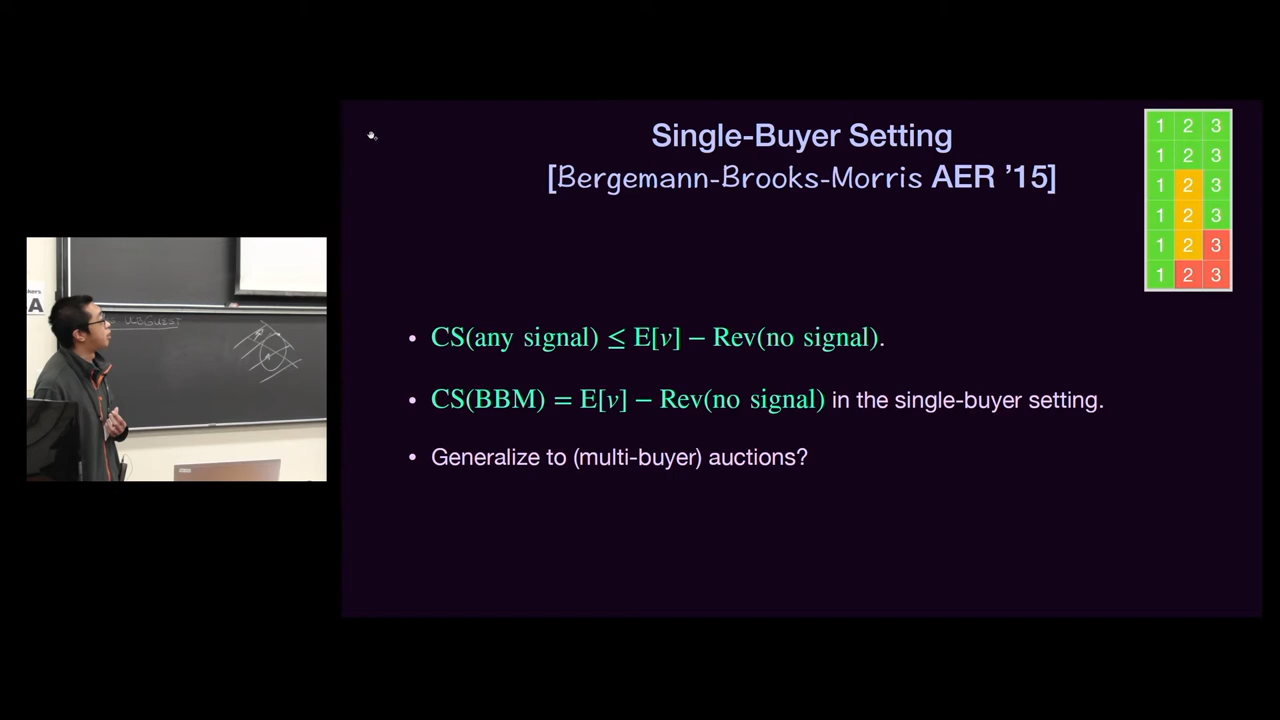 Single-Buyer Setting
[Bergemann-Brooks-Morris AER ’15]
1 2 3
1 2 3
1 2 3
1 2 3
1 2 3
1 2 3
• CS(any signal) ≤ E[v] − Rev(no signal).
• CS(BBM) = E[v] − Rev(no signal) in the single-buyer setting.
• Generalize to (multi-buyer) auctions?
A